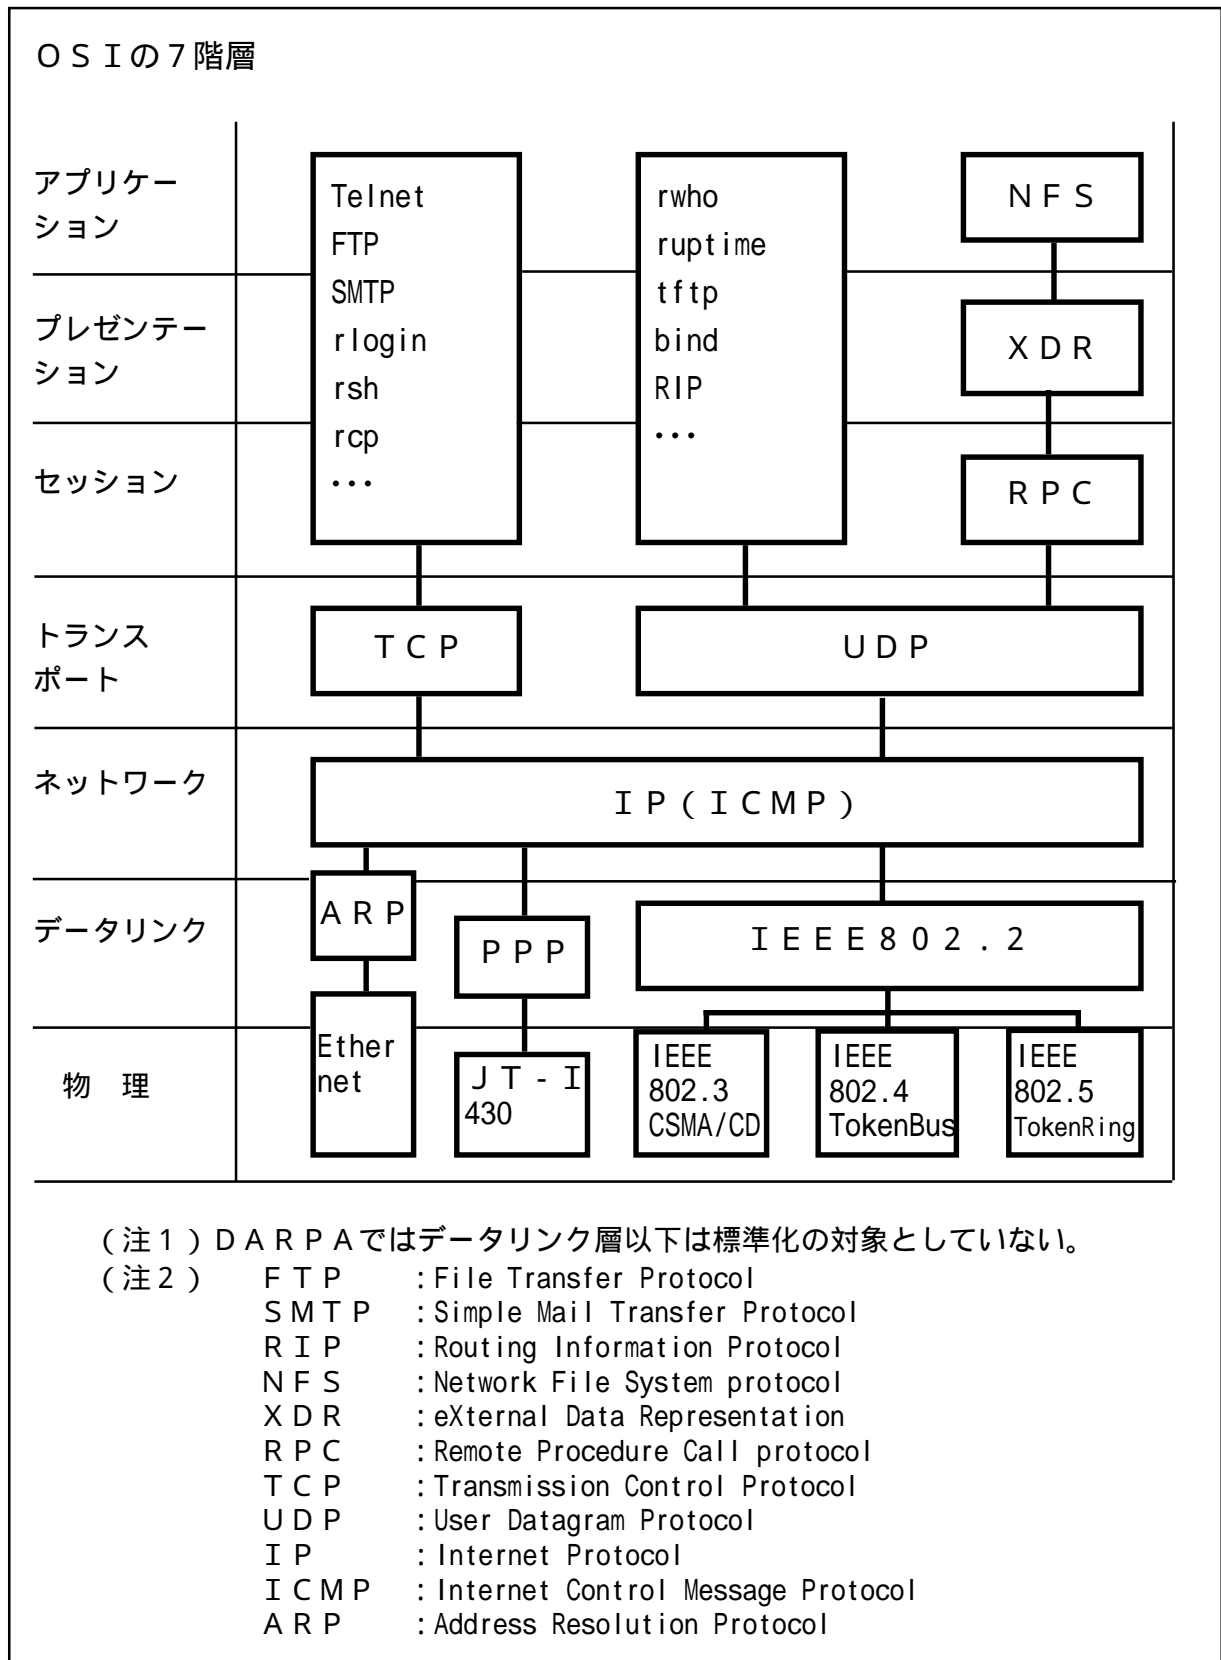 ＯＳＩの７階層
アプリケー
ション
Telnet
FTP
SMTP
rlogin
rsh
rcp
・・・
rwho
ruptime
tftp
bind
RIP
・・・
ＮＦＳ
プレゼンテー
ション
ＸＤＲ
セッション
ＲＰＣ
トランス
ポート
ＴＣＰ
ＵＤＰ
ネットワーク
ＩＰ（ＩＣＭＰ）
データリンク
ＡＲＰ
ＰＰＰ
ＩＥＥＥ８０２．２
物　理
Ether
net
ＪＴ-Ｉ
430
IEEE
802.3
CSMA/CD
IEEE
802.4
TokenBus
IEEE
802.5
TokenRing
（注１）ＤＡＲＰＡではデータリンク層以下は標準化の対象としていない。
（注２）　ＦＴＰ　：File Transfer Protocol
ＳＭＴＰ　：Simple Mail Transfer Protocol
ＲＩＰ　：Routing Information Protocol
ＮＦＳ　：Network File System protocol
ＸＤＲ　：eXternal Data Representation
ＲＰＣ　：Remote Procedure Call protocol
ＴＣＰ　：Transmission Control Protocol
ＵＤＰ　：User Datagram Protocol
ＩＰ　：Internet Protocol
ＩＣＭＰ　：Internet Control Message Protocol
ＡＲＰ　：Address Resolution Protocol